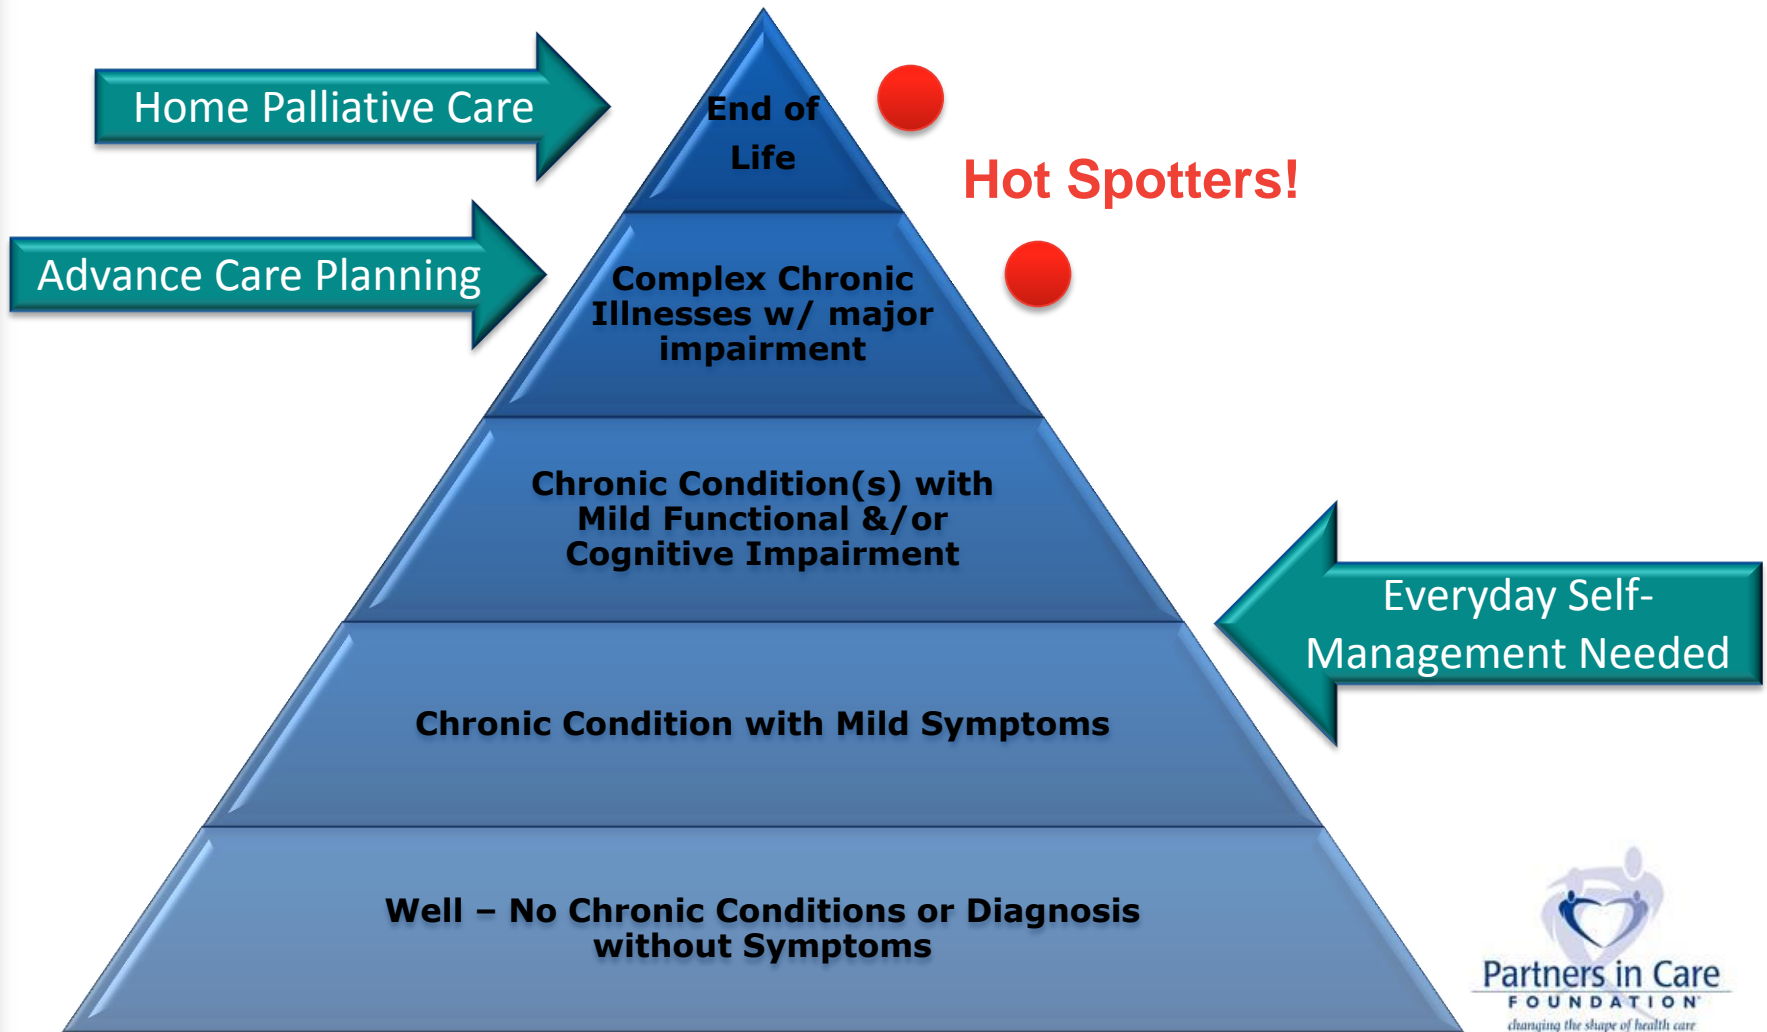 Home Palliative Care
End of
Life
Hot Spotters!
Advance Care Planning
Complex Chronic
Illnesses w/ major
impairment
Chronic Condition(s) with
Mild Functional &/or
Cognitive Impairment
Everyday Self-
Management Needed
Chronic Condition with Mild Symptoms
Well – No Chronic Conditions or Diagnosis
without Symptoms
Partners in Care
FOUNDATION
changing the shape of health care